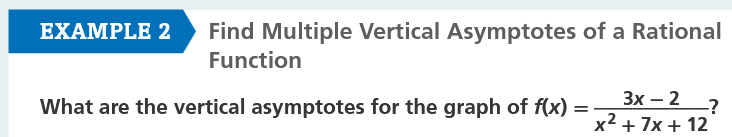 EXAMPLE 2 Find Multiple Vertical Asymptotes of a Rational
Function
What are the vertical asymptotes for the graph of f(x) = (3x − 2)/(x² + 7x + 12)?